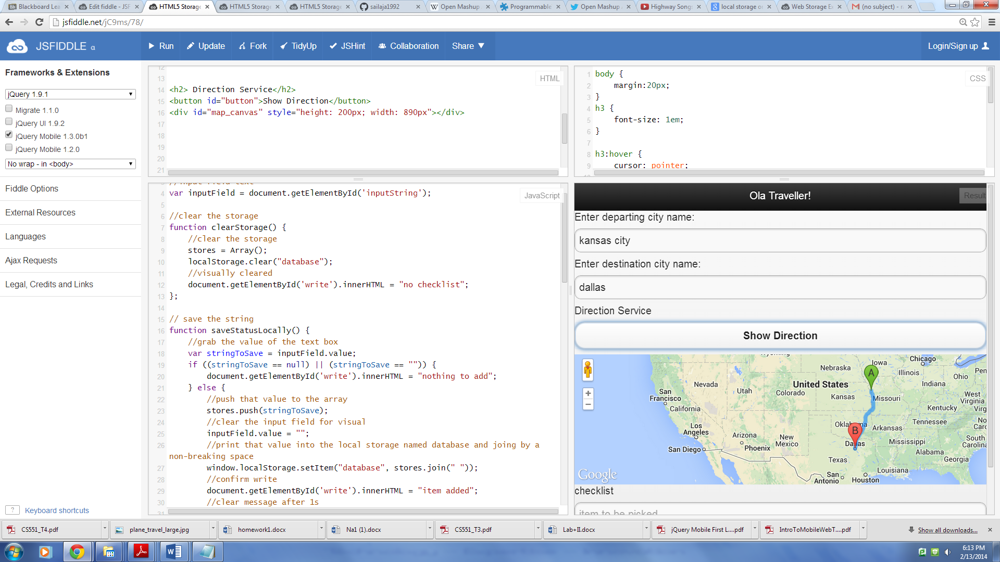 Blackboard Lea
Edit fiddle - JSF
HTML5 Storage
HTML5 Storage
HTML5 Storage
sailaja1992
Open Mashup
Programmable
Open Mashup
Highway Songs
local storage or
Web Storage Ex
(no subject) - r
jsfiddle.net/jC9ms/78/
JSFIDDLE α
Run
Update
Fork
TidyUp
JSHint
Collaboration
Share
Login/Sign up
Frameworks & Extensions
jQuery 1.9.1
Migrate 1.1.0
jQuery UI 1.9.2
jQuery Mobile 1.3.0b1
jQuery Mobile 1.2.0
No wrap - in <body>
Fiddle Options
External Resources
Languages
Ajax Requests
Legal, Credits and Links
? Keyboard shortcuts
HTML
12
13
14 <h2> Direction Service</h2>
15 <button id="button">Show Direction</button>
16 <div id="map_canvas" style="height: 200px; width: 890px"></div>
17
18
19
20
21
CSS
1 body {
2 margin:20px;
3 }
4 h3 {
5 font-size: 1em;
6 }
7
8 h3:hover {
9 cursor: pointer;
JavaScript
3 //input field text
4 var inputField = document.getElementById('inputString');
5
6 //clear the storage
7 function clearStorage() {
8 //clear the storage
9 stores = Array();
10 localStorage.clear("database");
11 //visually cleared
12 document.getElementById('write').innerHTML = "no checklist";
13 };
14
15 // save the string
16 function saveStatusLocally() {
17 //grab the value of the text box
18 var stringToSave = inputField.value;
19 if ((stringToSave == null) || (stringToSave == "")) {
20 document.getElementById('write').innerHTML = "nothing to add";
21 } else {
22 //push that value to the array
23 stores.push(stringToSave);
24 //clear the input field for visual
25 inputField.value = "";
26 //print that value into the local storage named database and joing by a
non-breaking space
27 window.localStorage.setItem("database", stores.join(" "));
28 //confirm write
29 document.getElementById('write').innerHTML = "item added";
30 //clear message after 1s
31
Ola Traveller!
Result
Enter departing city name:
kansas city
Enter destination city name:
dallas
Direction Service
Show Direction
Wyoming
Iowa
Chicago
Nebraska
Illinois
Ohio
Pen
Nevada
United States
Indiana
San Francisco
Utah
Colorado
Kansas
Missouri
West Virginia
California
Kentucky
Virgini
Los Angeles
Oklahoma
Arkansas
Tennessee
No
Carc
Arizona
New Mexico
Mississippi
South Carolina
San Diego
Phoenix
Dallas
Alabama
Georgia
Texas
Louisiana
San Antonio
Houston
A
B
+
−
Google
checklist
item to be picked
CS551_T4.pdf
plane_travel_large.jpg
homework1.docx
Na1 (1).docx
CS551_T3.pdf
Lab+II.docx
jQuery Mobile First L....pdf
IntroToMobileWebT....pdf
Show all downloads...
6:13 PM
2/13/2014